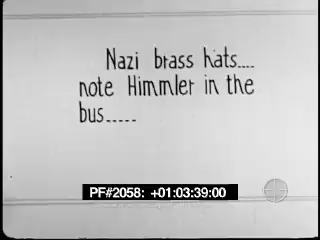 Nazi brass hats....
note Himmler in the
bus.....
PF#2058: +01:03:39:00